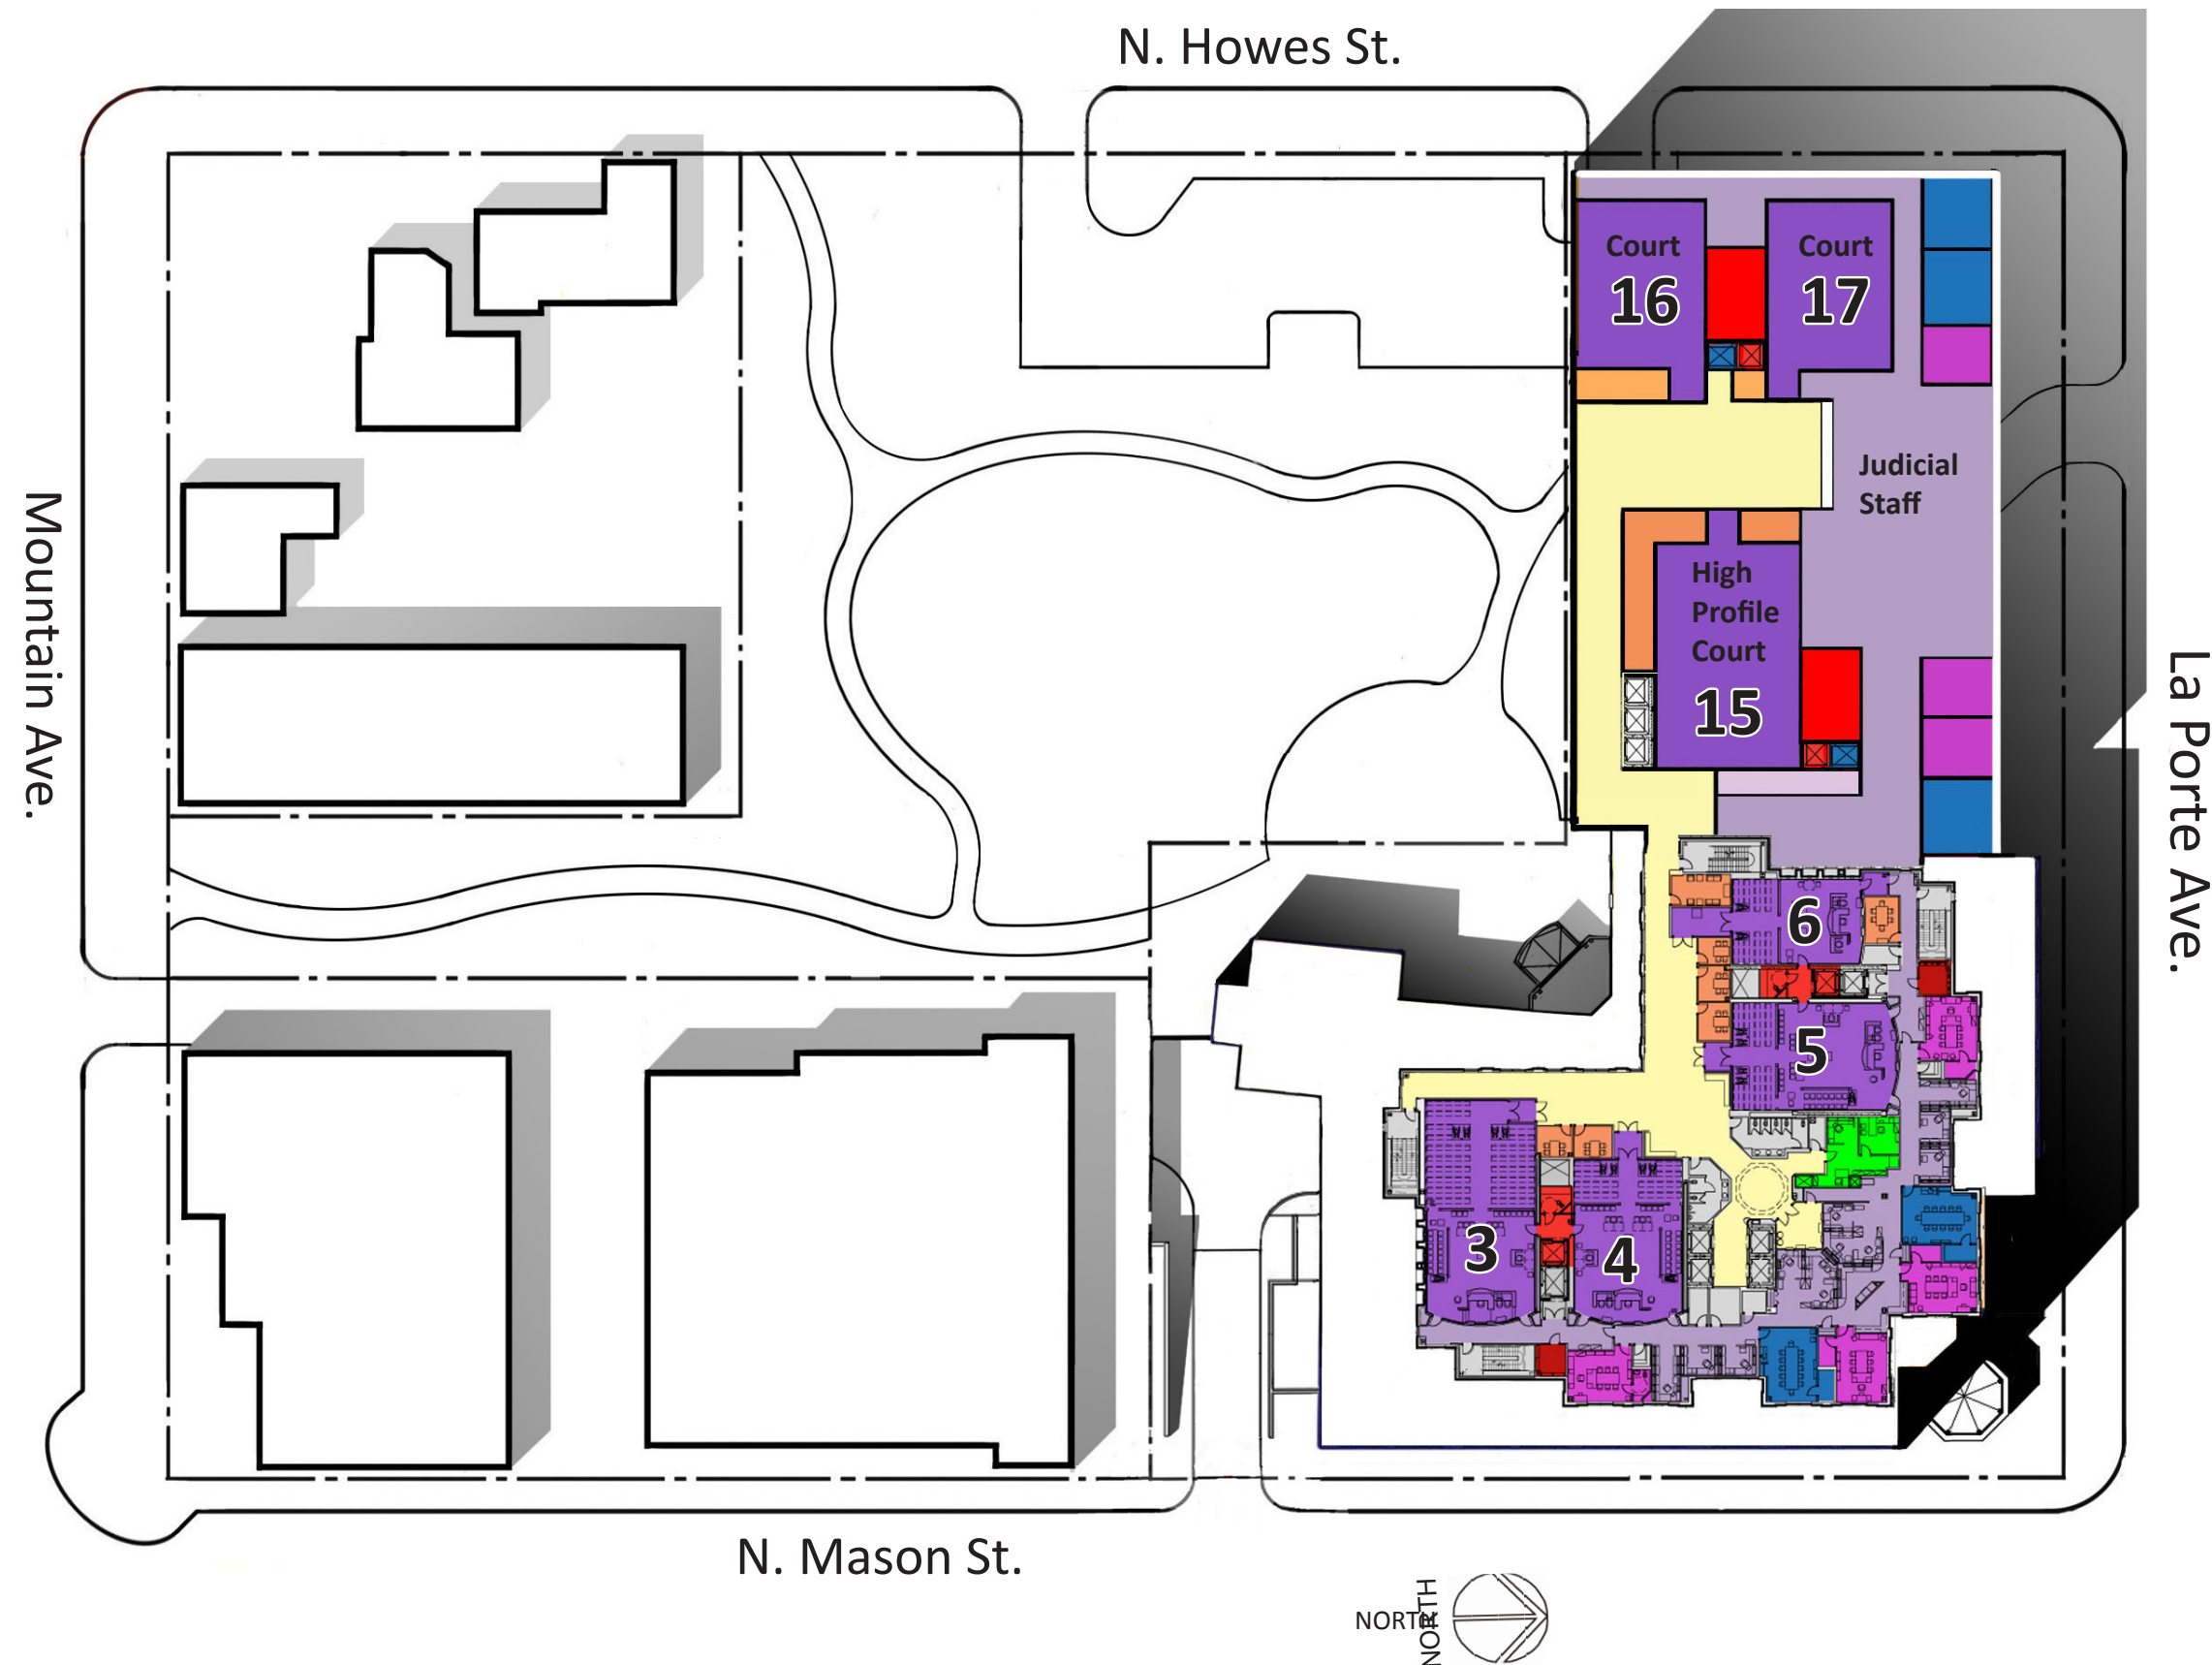 N. Howes St.
Court
16
Court
17
Judicial
Staff
High
Profile
Court
15
Mountain Ave.
La Porte Ave.
6
5
3
4
N. Mason St.
NORTH
NORTH